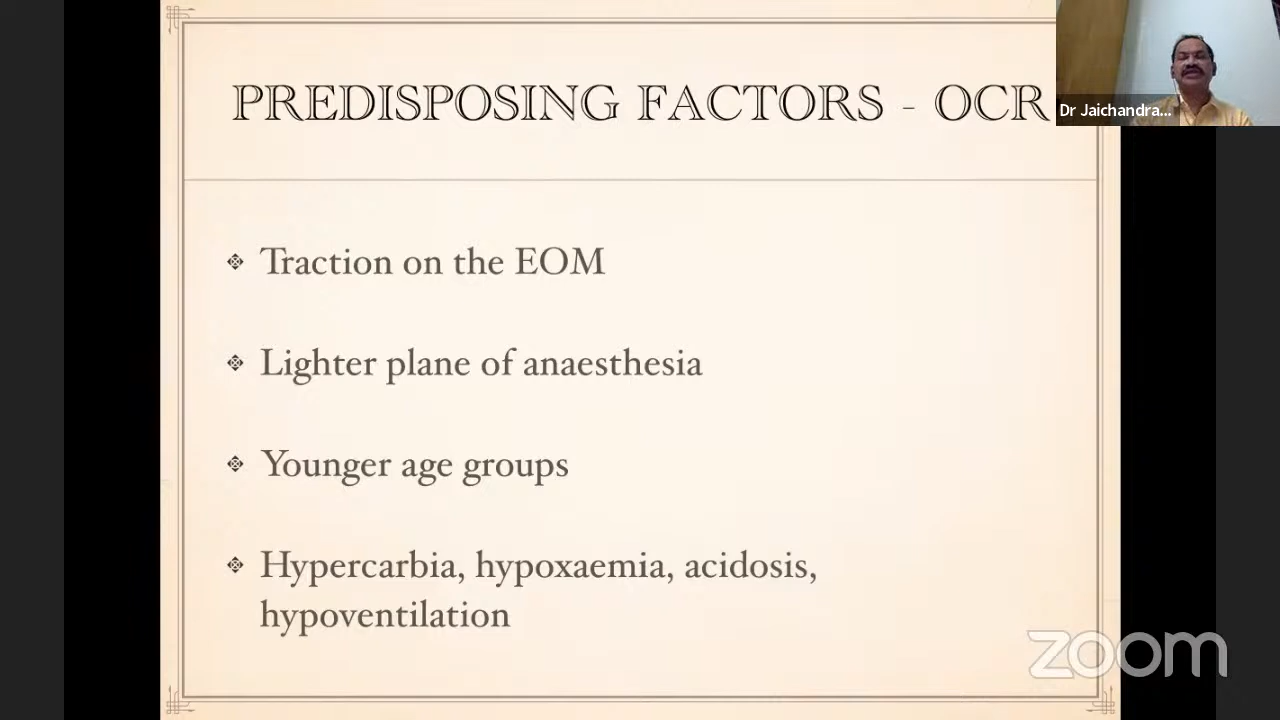 PREDISPOSING FACTORS - OCR
Dr Jaichandra...
Traction on the EOM
Lighter plane of anaesthesia
Younger age groups
Hypercarbia, hypoxaemia, acidosis,
hypoventilation
zoom